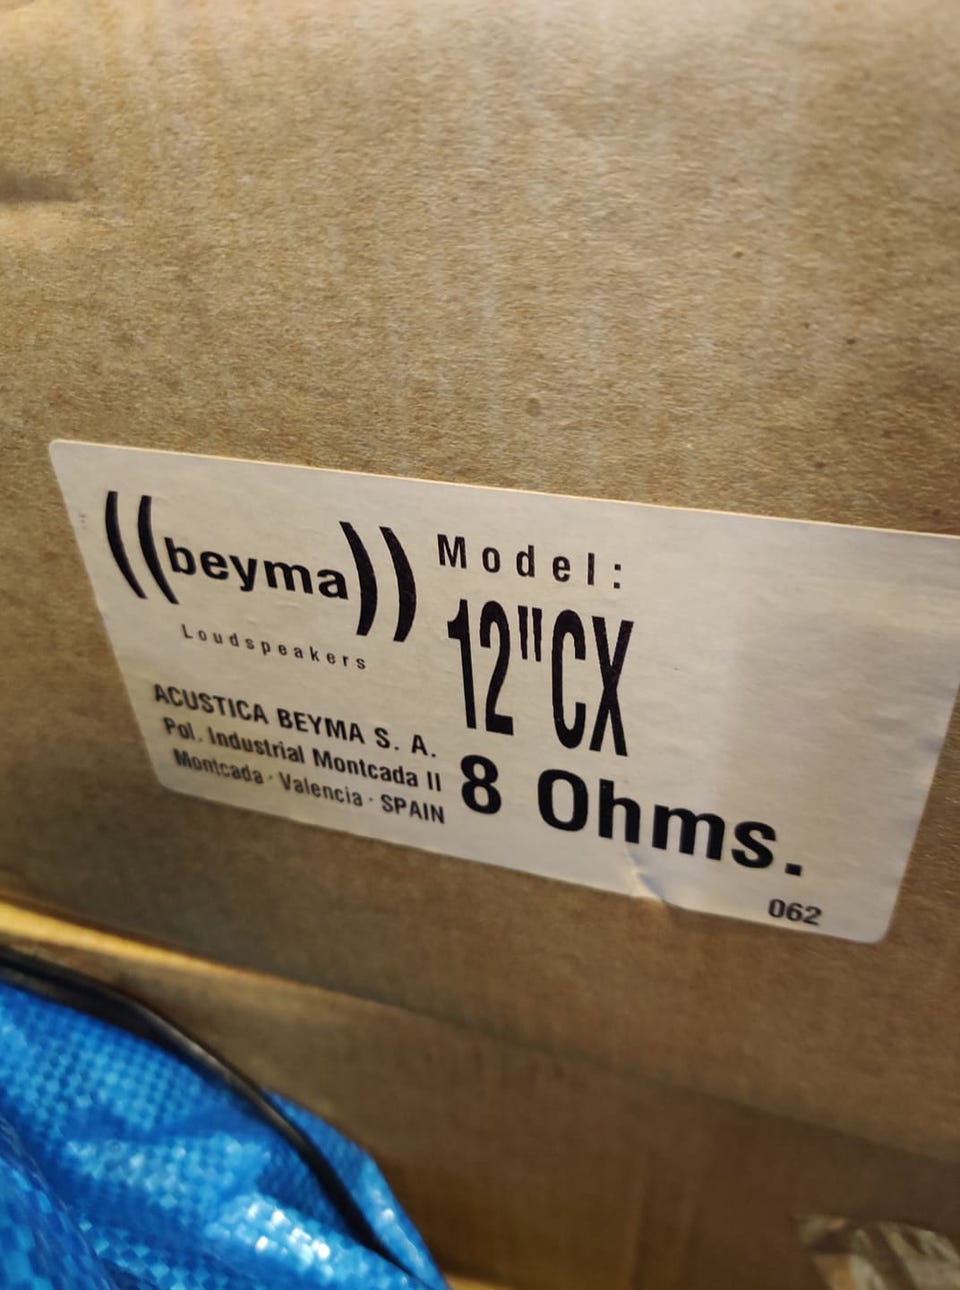 ((beyma))
Loudspeakers
ACUSTICA BEYMA S. A.
Pol. Industrial Montcada II
Montcada · Valencia · SPAIN
Model:
12"CX
8 Ohms.
062